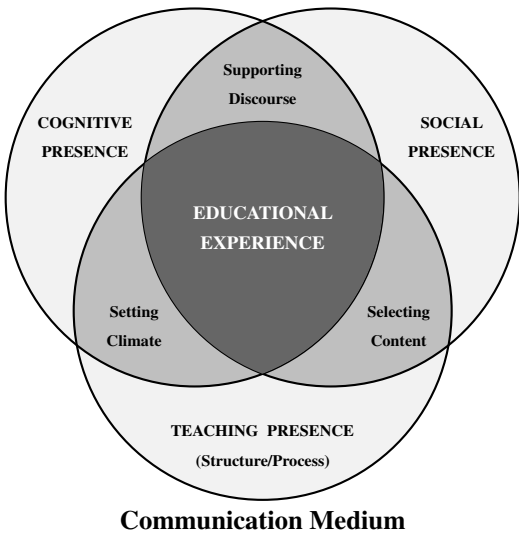 Supporting
Discourse
COGNITIVE
PRESENCE
SOCIAL
PRESENCE
EDUCATIONAL
EXPERIENCE
Setting
Climate
Selecting
Content
TEACHING PRESENCE
(Structure/Process)
Communication Medium